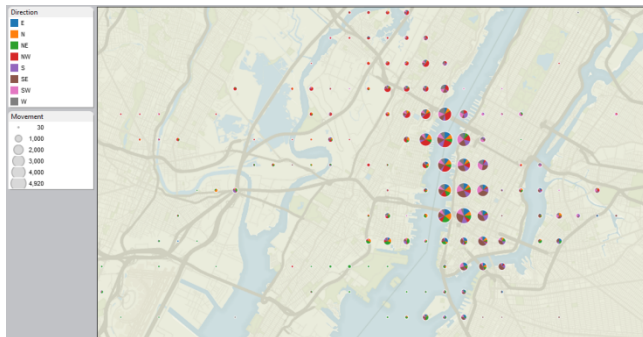 Direction
E
N
NE
NW
S
SE
SW
W
Movement
30
1,000
2,000
3,000
4,000
4,920